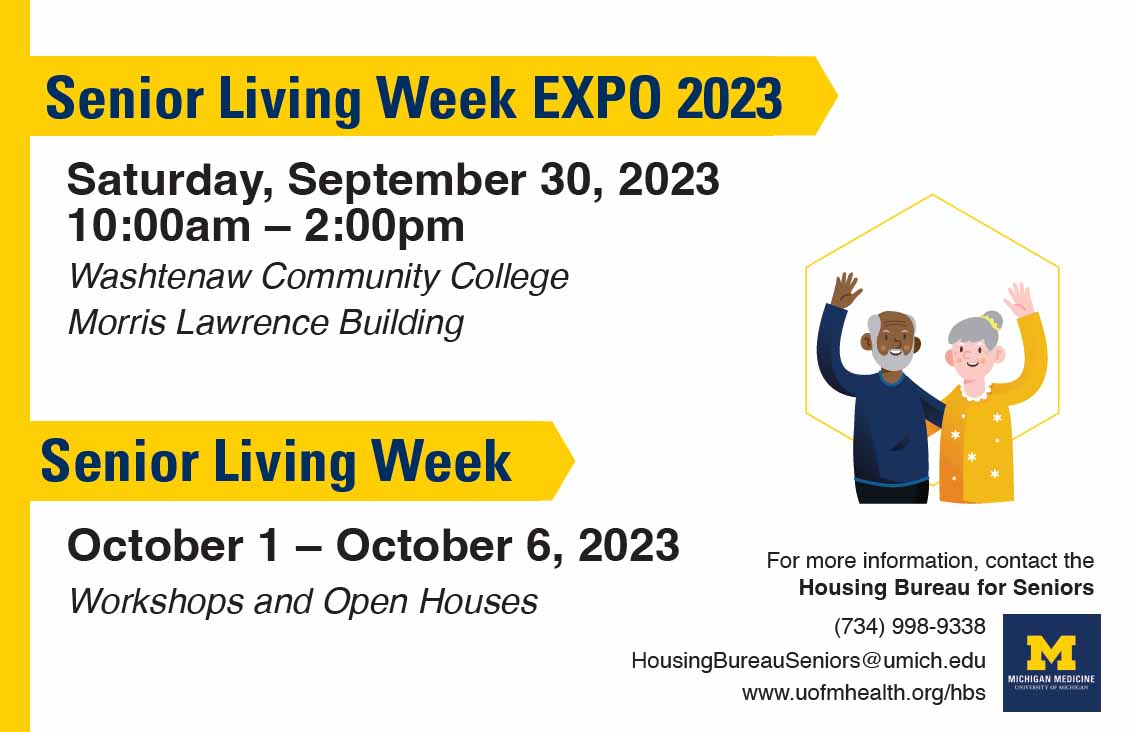 Senior Living Week EXPO 2023
Saturday, September 30, 2023
10:00am – 2:00pm
Washtenaw Community College
Morris Lawrence Building
Senior Living Week
October 1 – October 6, 2023
Workshops and Open Houses
For more information, contact the
Housing Bureau for Seniors
(734) 998-9338
HousingBureauSeniors@umich.edu
www.uofmhealth.org/hbs
M
MICHIGAN MEDICINE
UNIVERSITY OF MICHIGAN